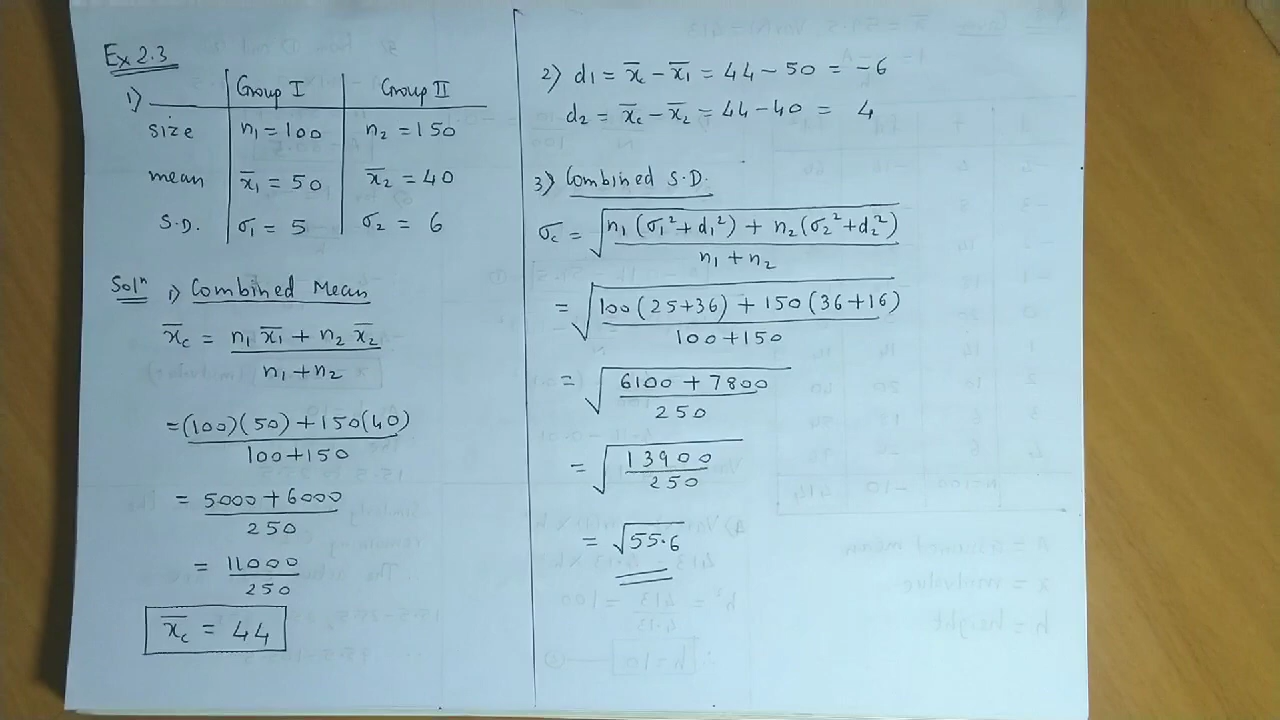 Ex 2.3
1) Group I Group II
size n₁ = 100 n₂ = 150
mean x̄₁ = 50 x̄₂ = 40
S.D. σ₁ = 5 σ₂ = 6
Solⁿ 1) Combined Mean
x̄c = n₁ x̄₁ + n₂ x̄₂
n₁ + n₂
= (100)(50) + 150(40)
100+150
= 5000 + 6000
250
= 11000
250
x̄c = 44
2) d₁ = x̄c − x̄₁ = 44 − 50 = −6
d₂ = x̄c − x̄₂ = 44 − 40 = 4
3) Combined S.D.
σc = √ n₁ (σ₁² + d₁²) + n₂ (σ₂² + d₂²)
n₁ + n₂
= √ 100 (25+36) + 150 (36+16)
100+150
= √ 6100 + 7800
250
= √ 13900
250
= √55.6